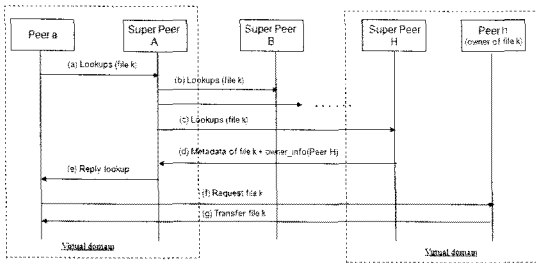 Peer a
Super Peer
A
Super Peer
B
Super Peer
H
Peer h
(owner of file k)
(a) Lookups (file k)
(b) Lookups (file k)
. . . . . .
(c) Lookups (file k)
(d) Metadata of file k + owner_info(Peer H)
(e) Reply lookup
(f) Request file k
(g) Transfer file k
Virtual domain
Virtual domain